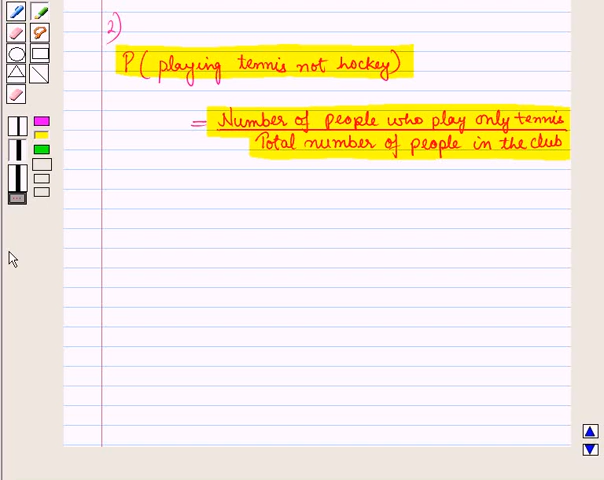 2)
P( playing tennis not hockey)
= Number of people who play only tennis
Total number of people in the club